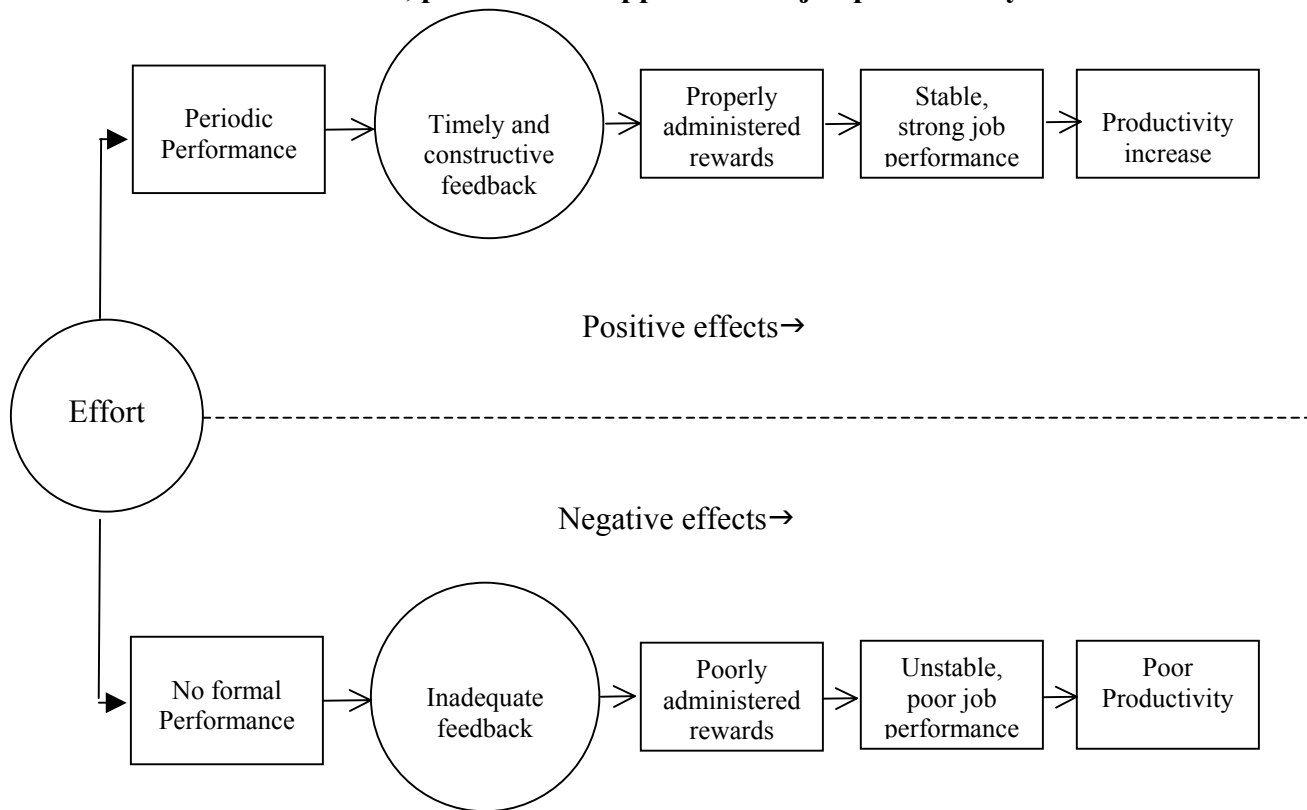 Periodic
Performance
Timely and
constructive
feedback
Properly
administered
rewards
Stable,
strong job
performance
Productivity
increase
Positive effects→
Effort
Negative effects→
No formal
Performance
Inadequate
feedback
Poorly
administered
rewards
Unstable,
poor job
performance
Poor
Productivity